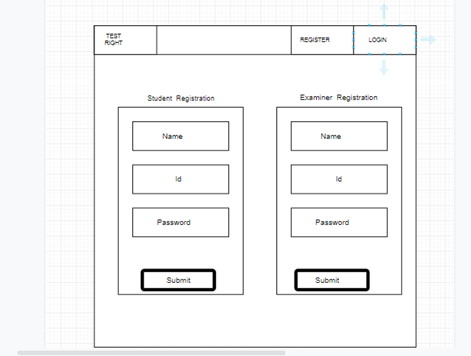 TEST
RIGHT
REGISTER
LOGIN
Student Registration
Examiner Registration
Name
Name
Id
Id
Password
Password
Submit
Submit